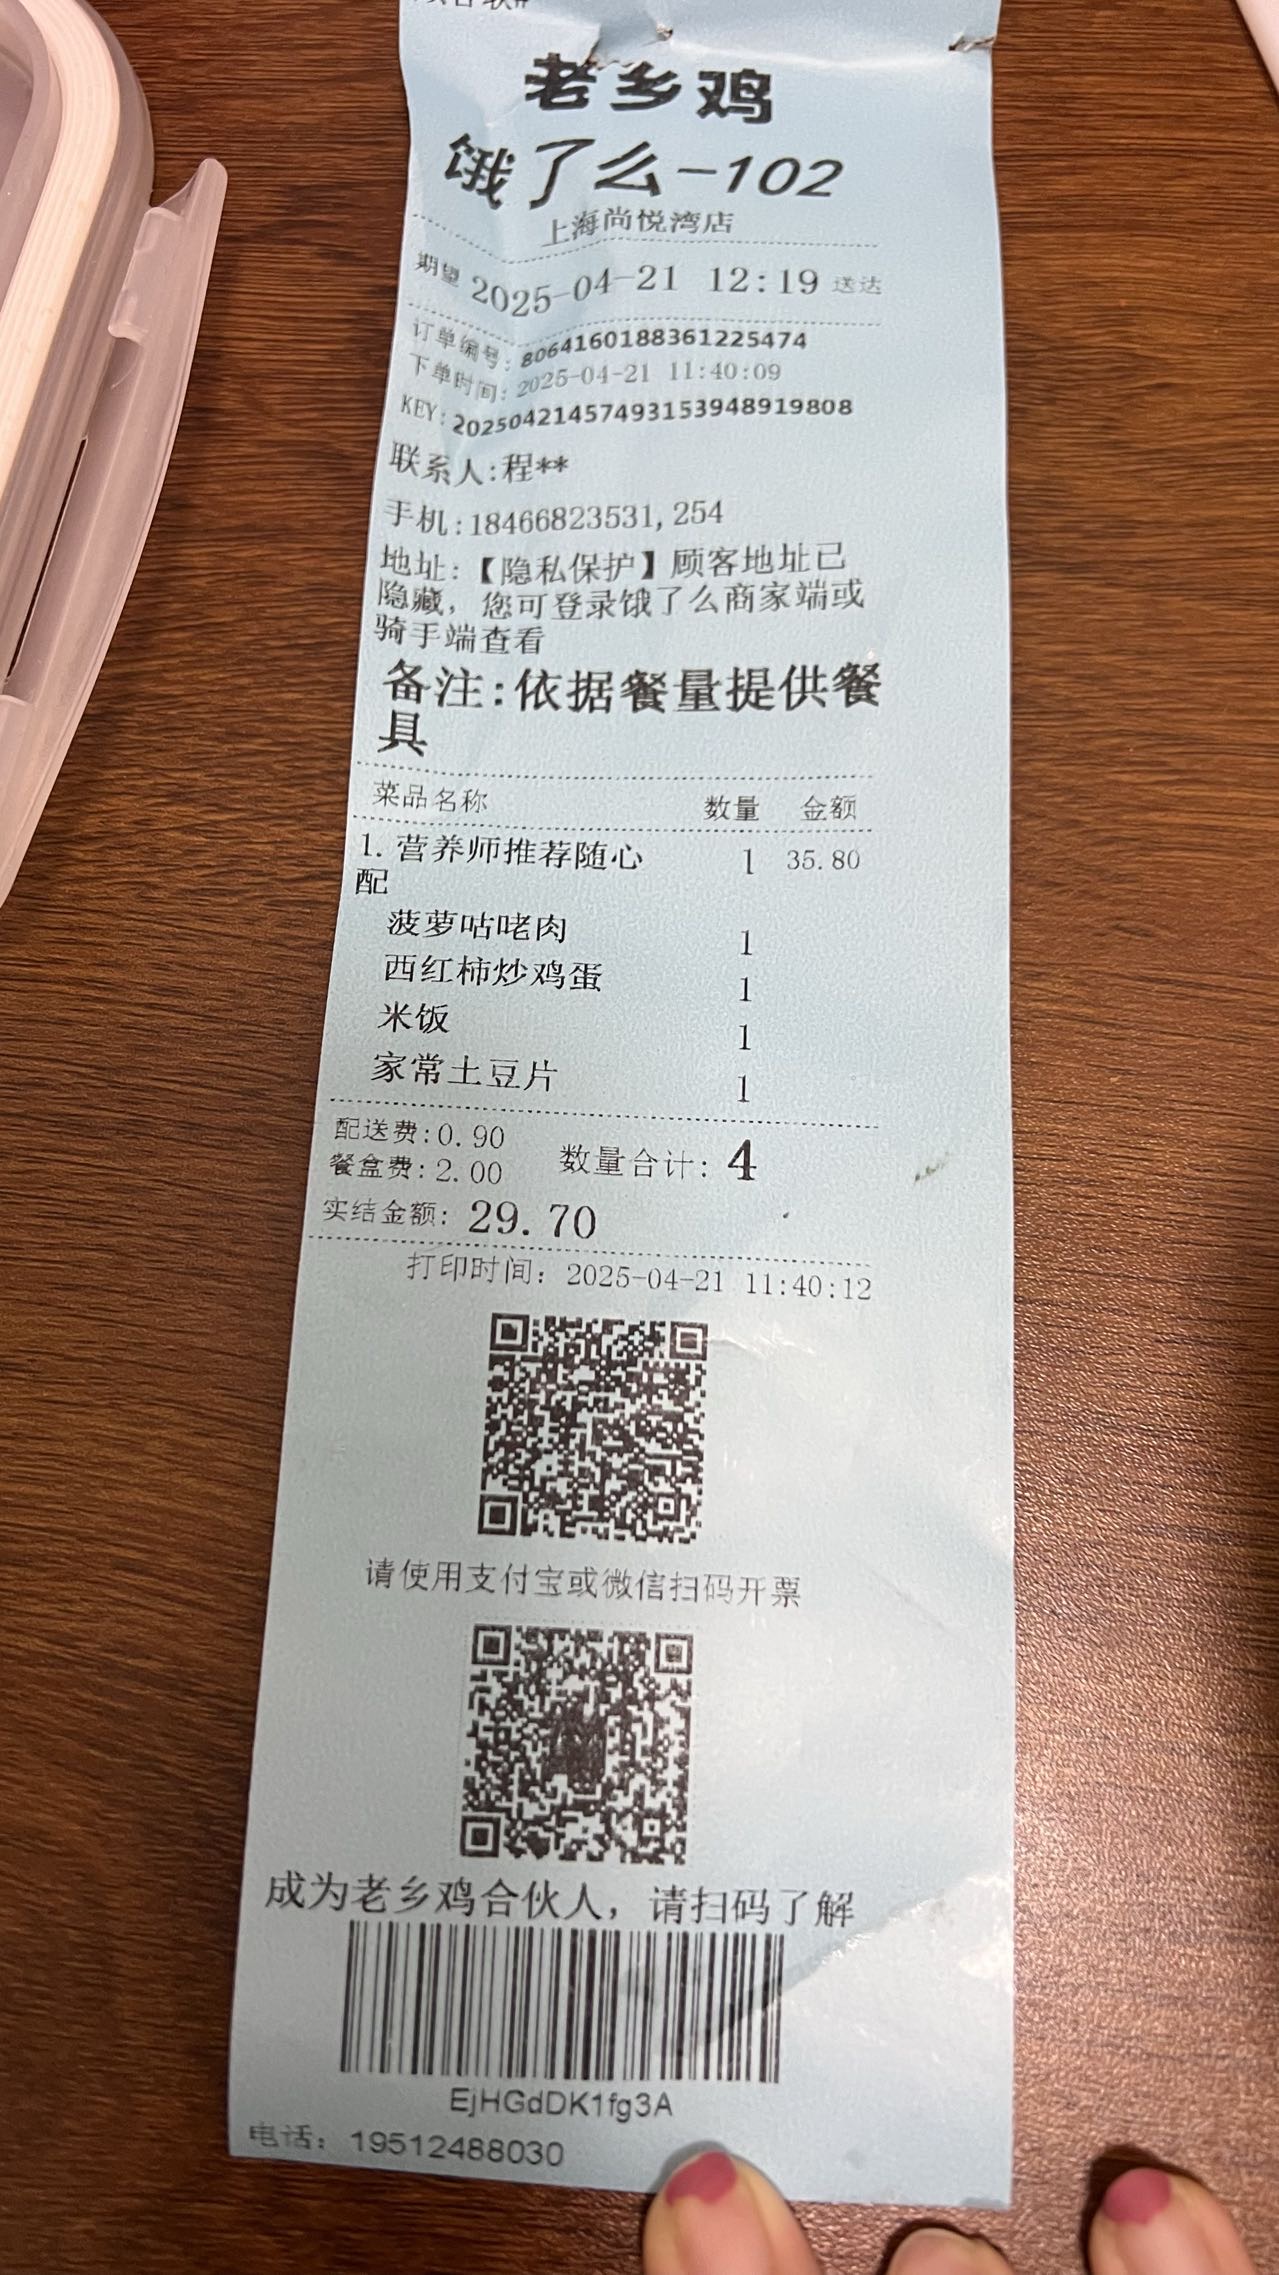 老乡鸡
饿了么-102
上海尚悦湾店
期望 2025-04-21 12:19 送达
订单编号:8064160188361225474
下单时间:2025-04-21 11:40:09
KEY:2025042145749315394891980​8
联系人:程**
手机:18466823531,254
地址:【隐私保护】顾客地址已
隐藏，您可登录饿了么商家端或
骑手端查看
备注:依据餐量提供餐
具
菜品名称 数量 金额
1. 营养师推荐随心 1 35.80
配
菠萝咕咾肉 1
西红柿炒鸡蛋 1
米饭 1
家常土豆片 1
配送费:0.90
餐盒费:2.00 数量合计: 4
实结金额: 29.70
打印时间: 2025-04-21 11:40:12
请使用支付宝或微信扫码开票
成为老乡鸡合伙人，请扫码了解
EjHGdDK1fg3A
电话: 19512488030